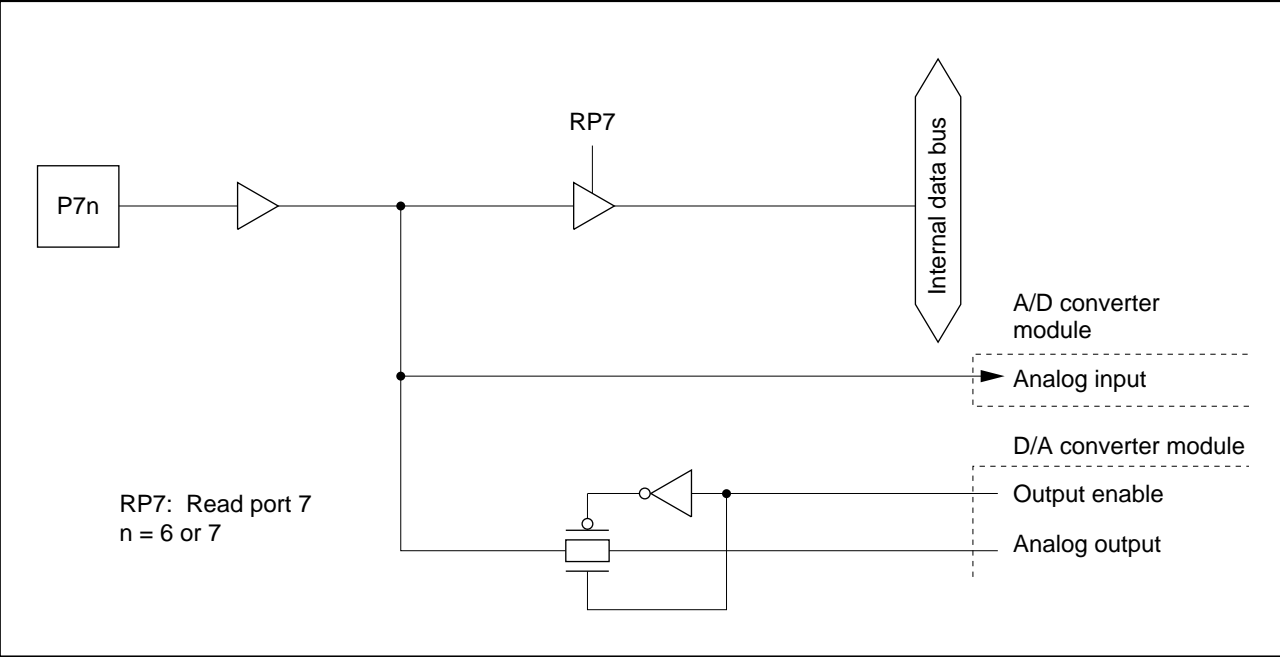 RP7
P7n
Internal data bus
A/D converter
module
Analog input
D/A converter module
Output enable
Analog output
RP7: Read port 7
n = 6 or 7